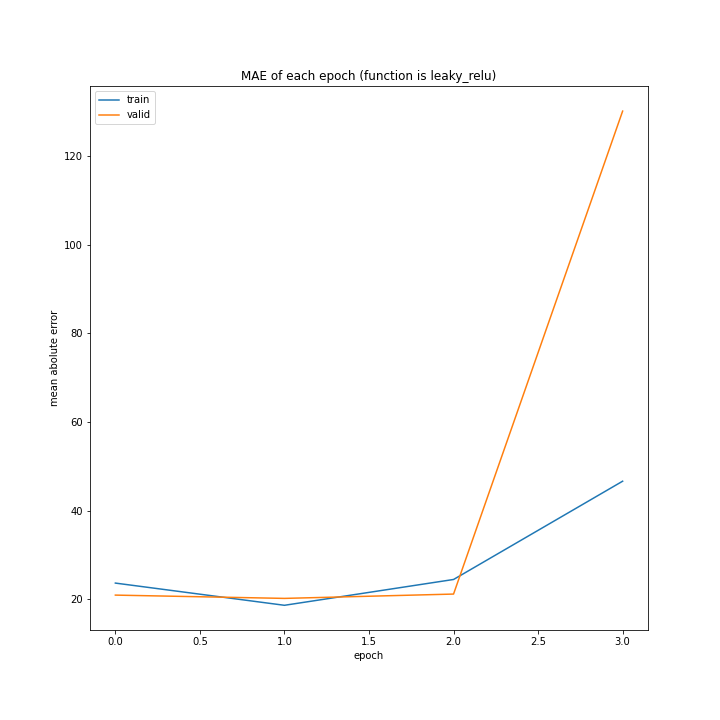 MAE of each epoch (function is leaky_relu)
train
valid
120
100
80
60
40
20
mean abolute error
0.0 0.5 1.0 1.5 2.0 2.5 3.0
epoch